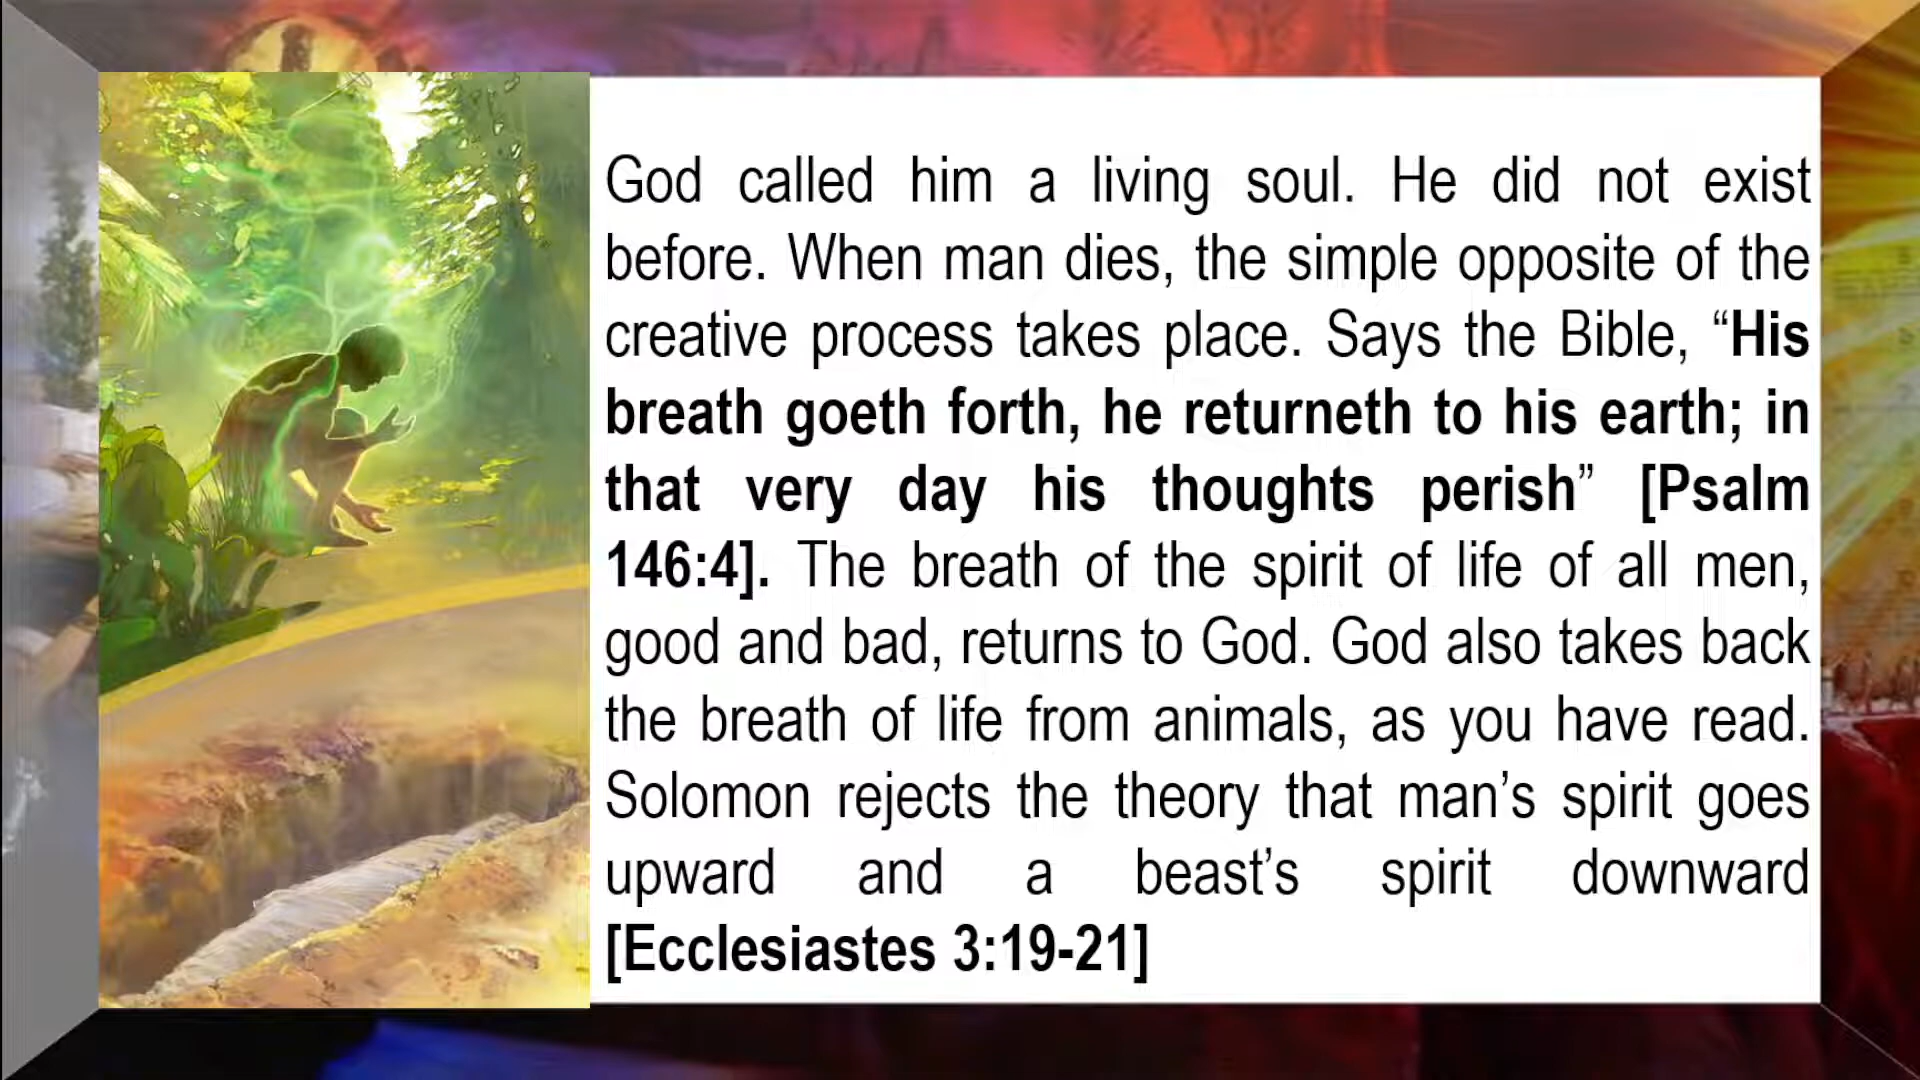 God called him a living soul. He did not exist
before. When man dies, the simple opposite of the
creative process takes place. Says the Bible, “His
breath goeth forth, he returneth to his earth; in
that very day his thoughts perish” [Psalm
146:4]. The breath of the spirit of life of all men,
good and bad, returns to God. God also takes back
the breath of life from animals, as you have read.
Solomon rejects the theory that man’s spirit goes
upward and a beast’s spirit downward
[Ecclesiastes 3:19-21]